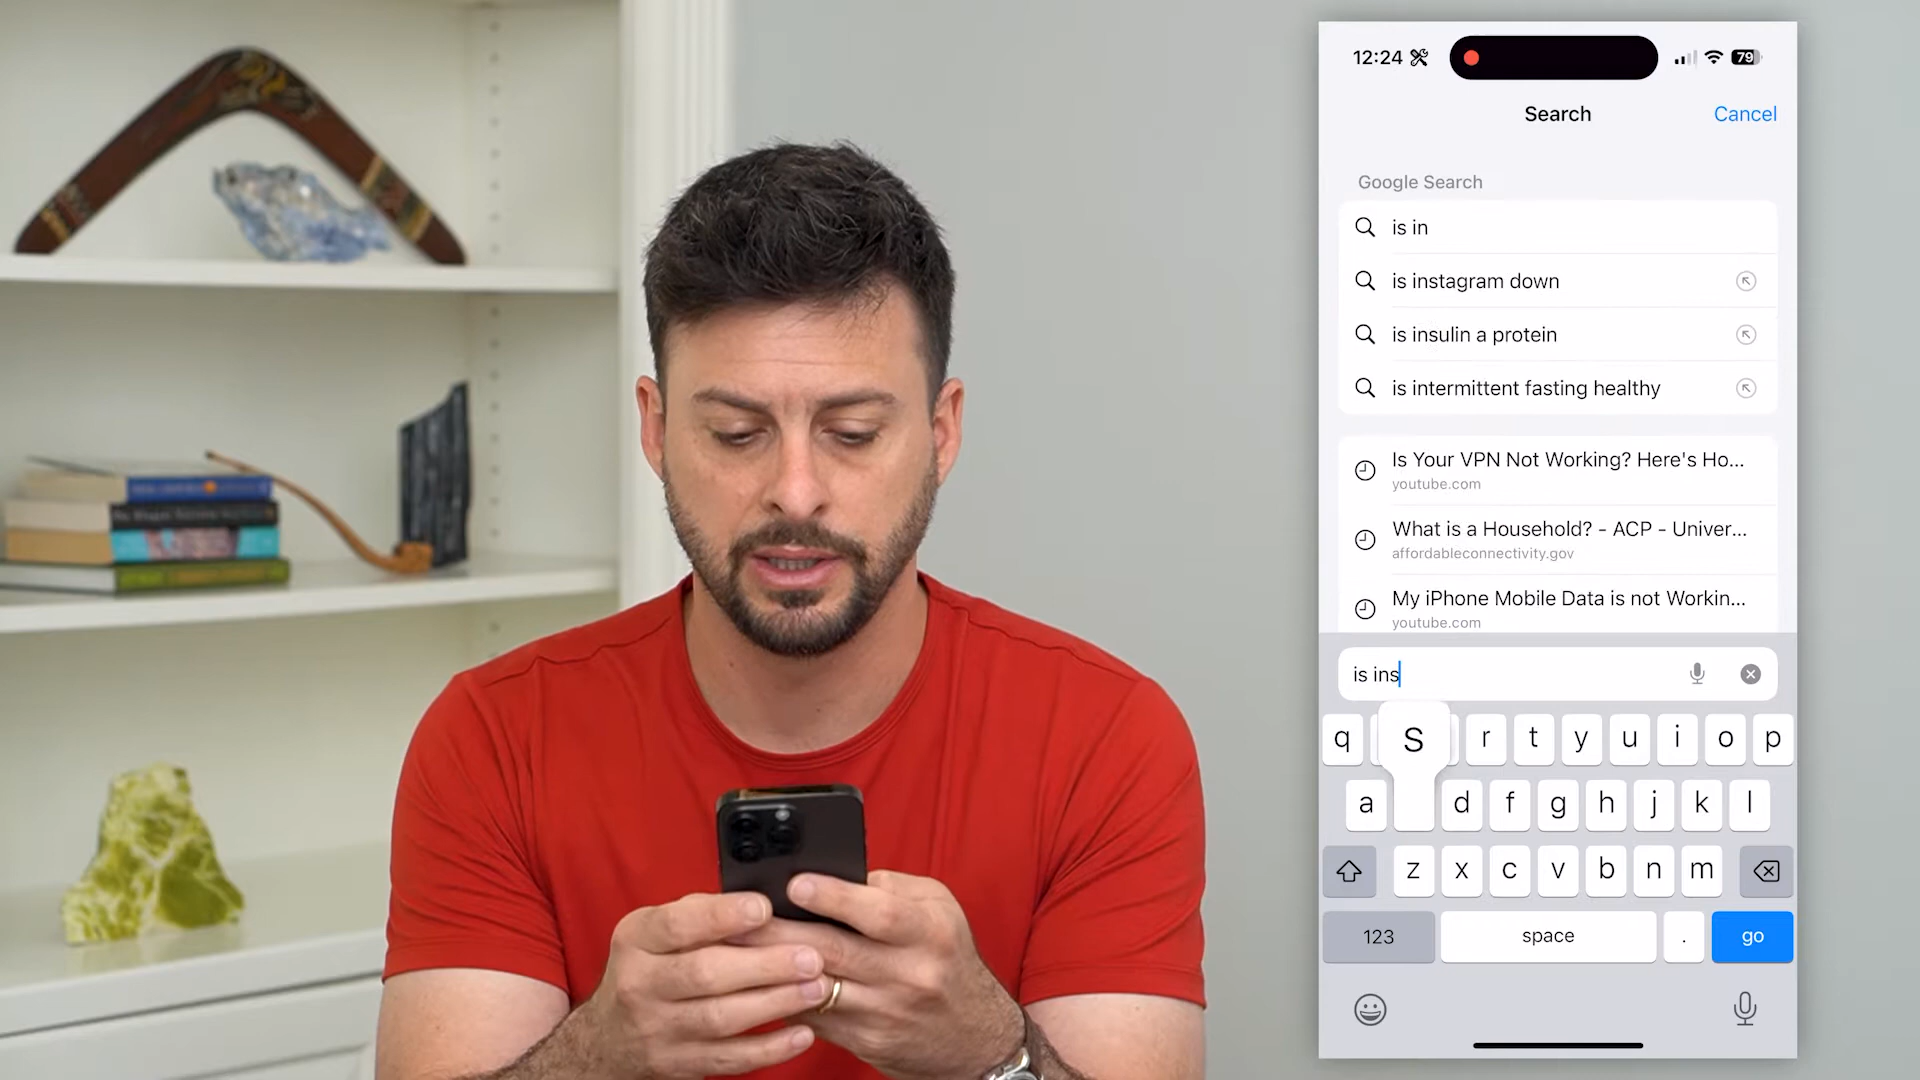 12:24
79
Search
Cancel
Google Search
is in
is instagram down
is insulin a protein
is intermittent fasting healthy
Is Your VPN Not Working? Here's Ho...
youtube.com
What is a Household? - ACP - Univer...
affordableconnectivity.gov
My iPhone Mobile Data is not Workin...
youtube.com
is ins
q S r t y u i o p
a d f g h j k l
z x c v b n m
123 space . go